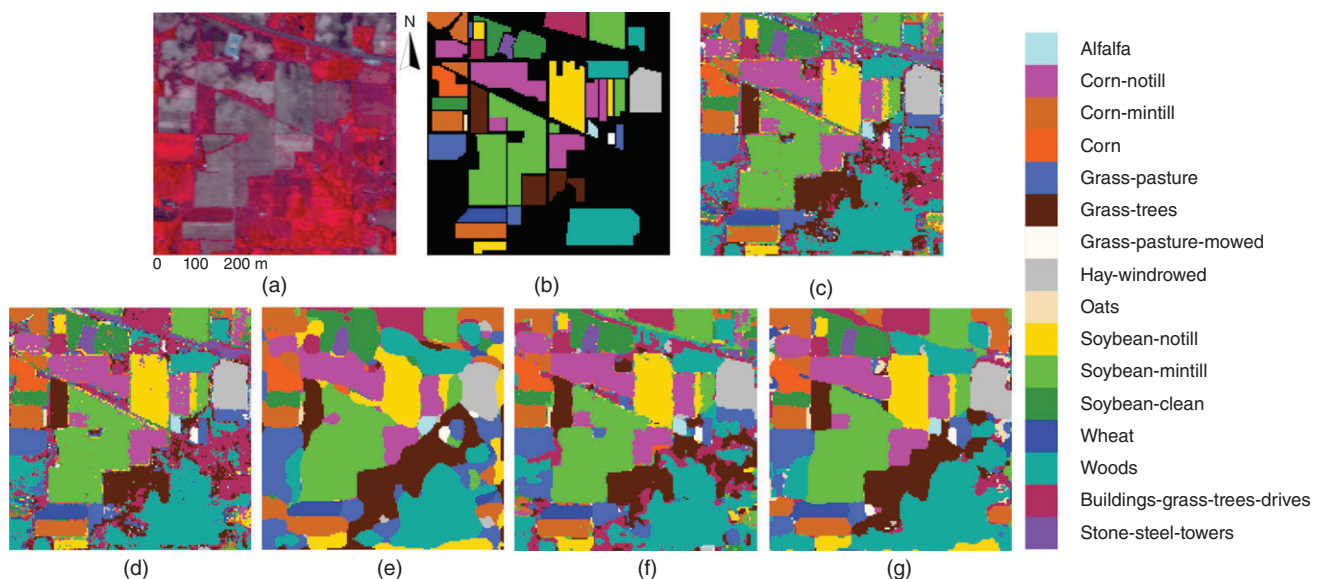 N
0 100 200 m
(a)
(b)
(c)
(d)
(e)
(f)
(g)
Alfalfa
Corn-notill
Corn-mintill
Corn
Grass-pasture
Grass-trees
Grass-pasture-mowed
Hay-windrowed
Oats
Soybean-notill
Soybean-mintill
Soybean-clean
Wheat
Woods
Buildings-grass-trees-drives
Stone-steel-towers